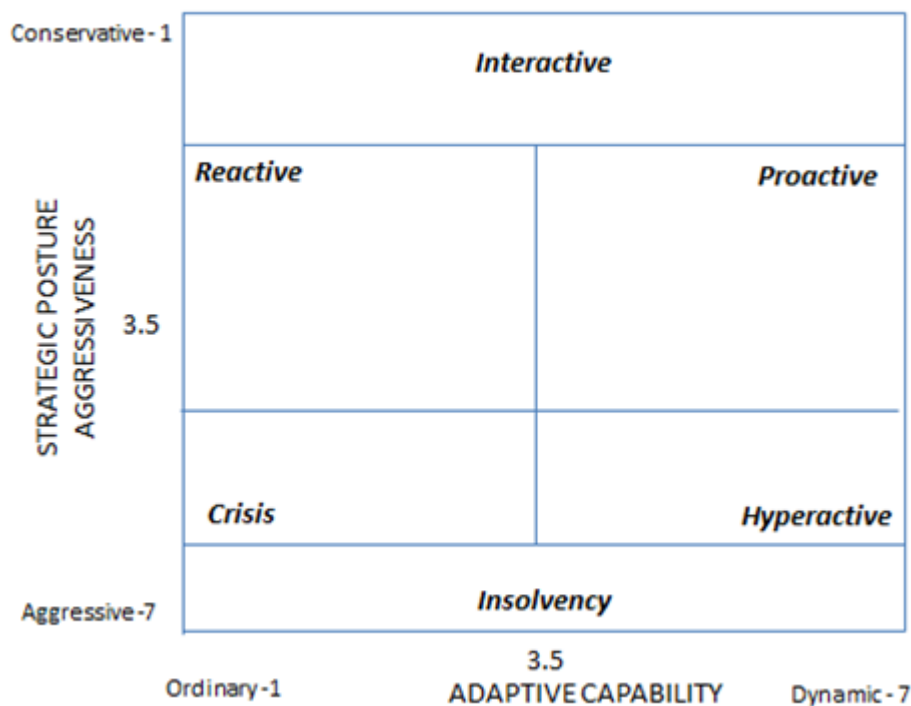 Conservative - 1
Interactive
Reactive
Proactive
STRATEGIC POSTURE
AGGRESSIVENESS
3.5
Crisis
Hyperactive
Insolvency
Aggressive -7
3.5
Ordinary -1
ADAPTIVE CAPABILITY
Dynamic - 7